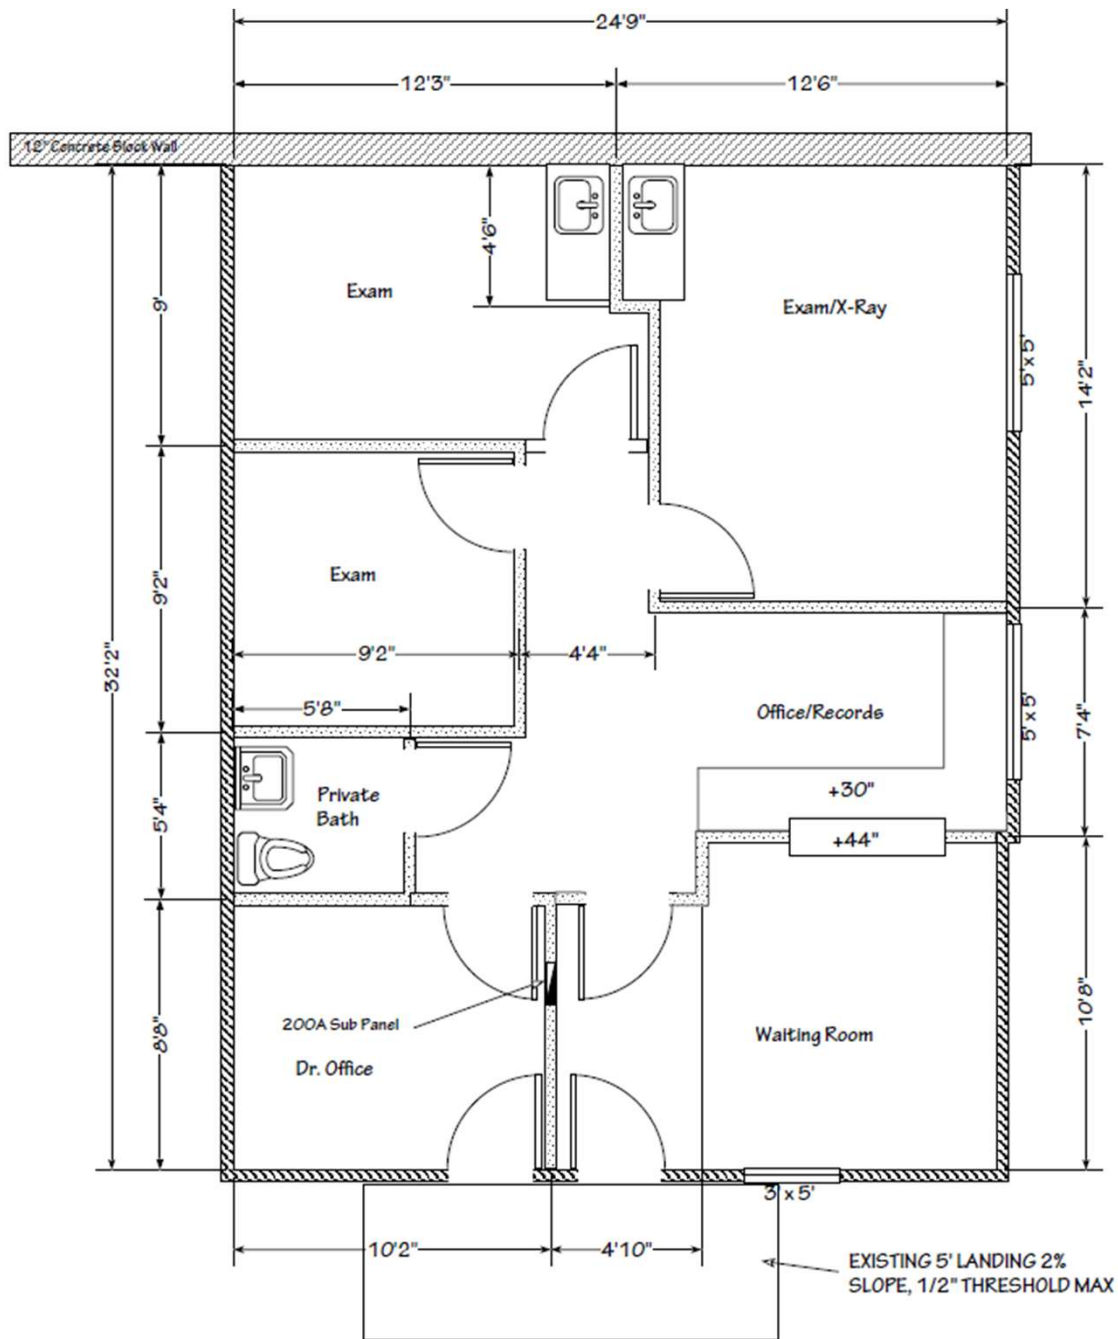 24'9"
12'3"
12'6"
12" Concrete Block Wall
9'
4'6"
Exam
Exam/X-Ray
5' x 5'
14'2"
32'2"
9'2"
Exam
9'2"
4'4"
5'8"
Office/Records
5' x 5'
7'4"
5'4"
Private
Bath
+30"
+44"
8'8"
200A Sub Panel
Dr. Office
Waiting Room
10'8"
3' x 5'
10'2"
4'10"
EXISTING 5' LANDING 2%
SLOPE, 1/2" THRESHOLD MAX